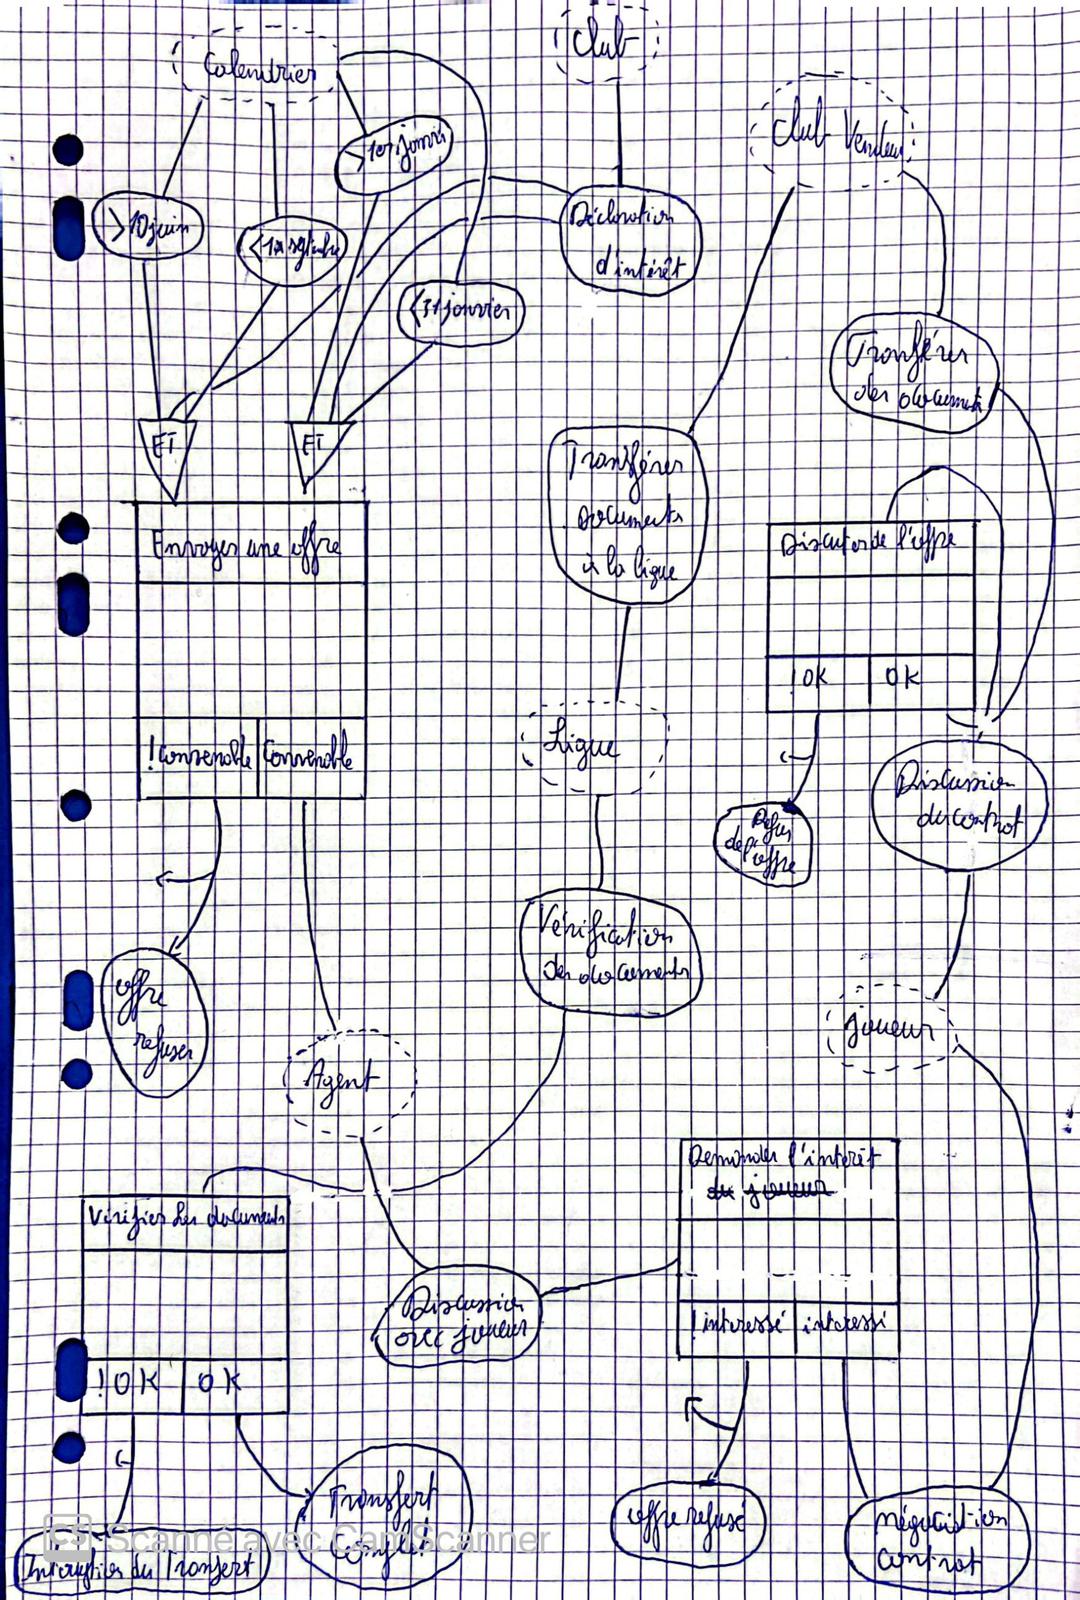 Calendrier
Club
Club Vendeur
> 1er janvier
> 10 juin
< 1er septembre
Déclaration
d'intérêt
< 31 janvier
Transférer
des documents
ET
ET
Transférer
Documents
à la ligue
Envoyer une offre
Discuter de l'offre
! OK
OK
! Convenable
Convenable
Ligue
Discussion
du contrat
Refus
de l'offre
Vérification
des documents
offre
refuser
Agent
joueur
Demander l'intérêt
du joueur
Vérifier les documents
Discussion
avec joueur
! interessé
interessé
! OK
OK
Transfert
Complet
offre refusé
négociation
contrat
Interruption du Transfert
Scanné avec CamScanner